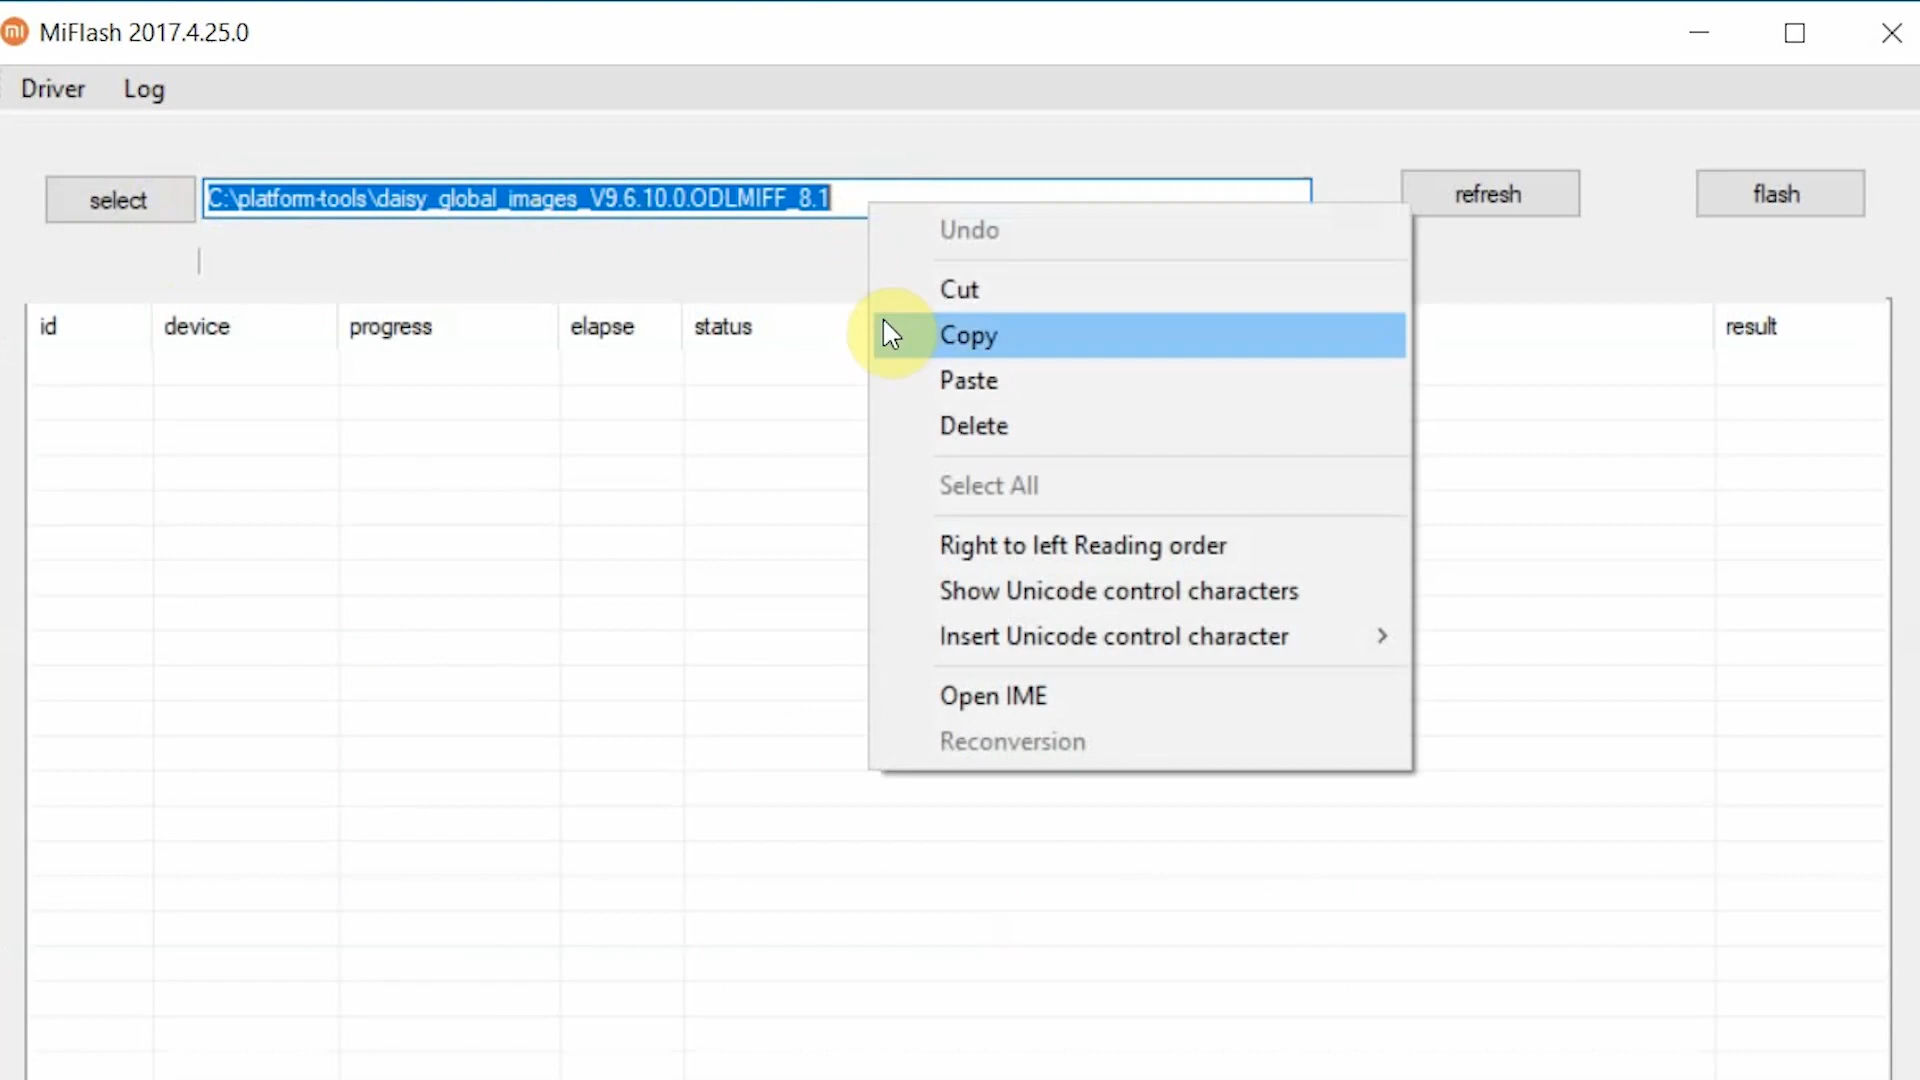 MiFlash 2017.4.25.0
Driver Log
select C:\platform-tools\daisy_global_images_V9.6.10.0.ODLMIFF_8.1 refresh flash
id device progress elapse status result
Undo
Cut
Copy
Paste
Delete
Select All
Right to left Reading order
Show Unicode control characters
Insert Unicode control character
Open IME
Reconversion